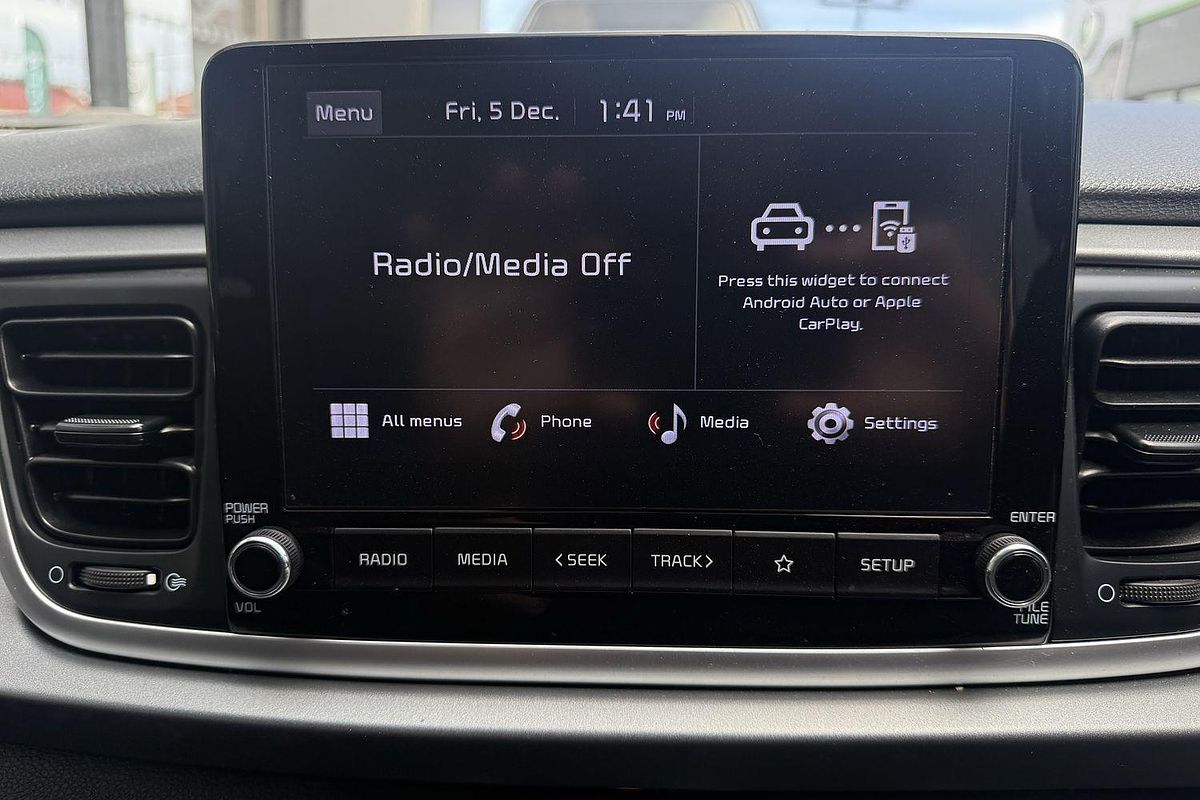 Menu
Fri, 5 Dec.
1:41 PM
Radio/Media Off
Press this widget to connect
Android Auto or Apple
CarPlay.
All menus
Phone
Media
Settings
POWER
PUSH
VOL
RADIO
MEDIA
<SEEK
TRACK>
SETUP
ENTER
FILE
TUNE